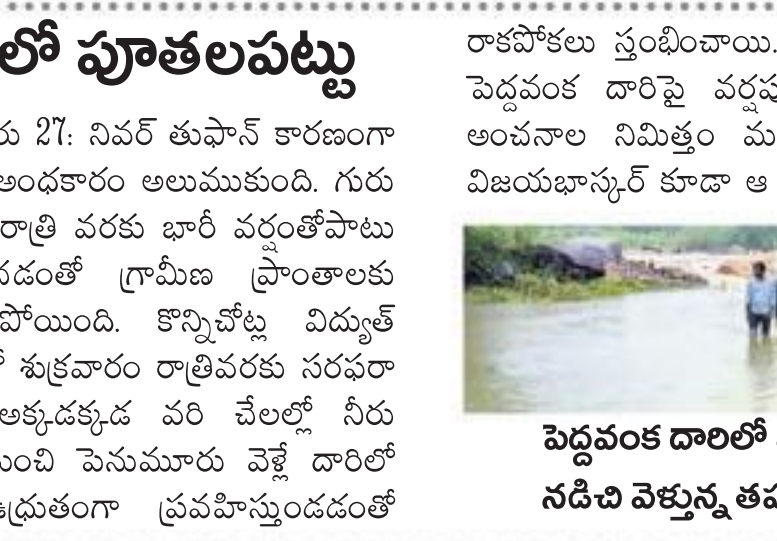 లో పూతలపట్టు
రు 27: నివర్ తుఫాన్ కారణంగా
అంధకారం అలుముకుంది. గురు
రాత్రి వరకు భారీ వర్షంతోపాటు
వడంతో గ్రామీణ ప్రాంతాలకు
పోయింది. కొన్నిచోట్ల విద్యుత్
శుక్రవారం రాత్రివరకు సరఫరా
అక్కడక్కడ వరి చేలల్లో నీరు
నుంచి పెనుమూరు వెళ్లే దారిలో
ఉధ్రుతంగా ప్రవహిస్తుండడంతో
రాకపోకలు స్తంభించాయి.
పెద్దవంక దారిపై వర్షపు
అంచనాల నిమిత్తం మ
విజయభాస్కర్ కూడా ఆ
పెద్దవంక దారిలో
నడిచి వెళ్తున్న తహ